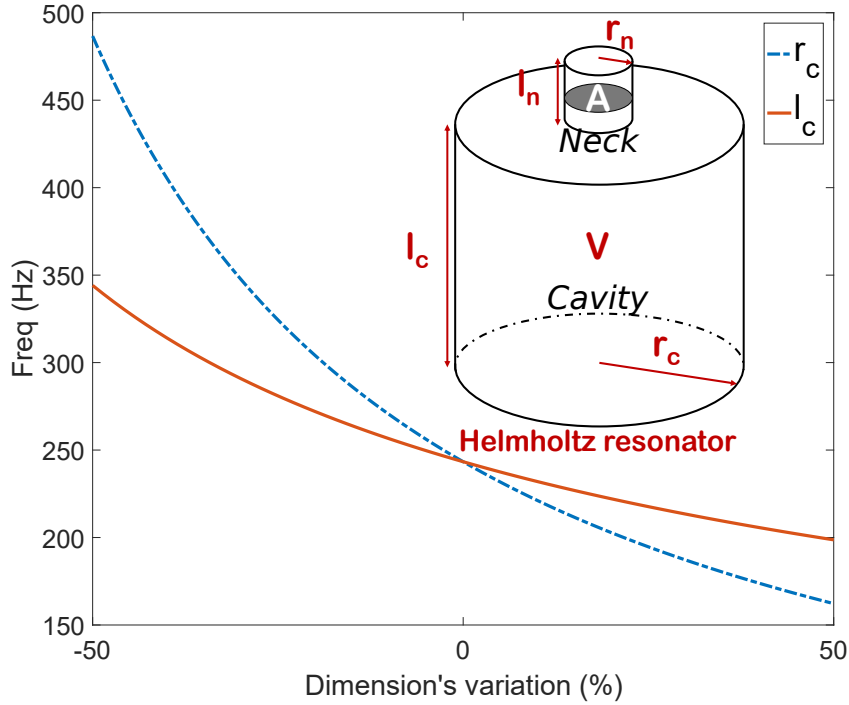 Freq (Hz)
500
450
400
350
300
250
200
150
-50
0
50
Dimension's variation (%)
r_c
l_c
r_n
l_n
A
Neck
l_c
V
Cavity
r_c
Helmholtz resonator